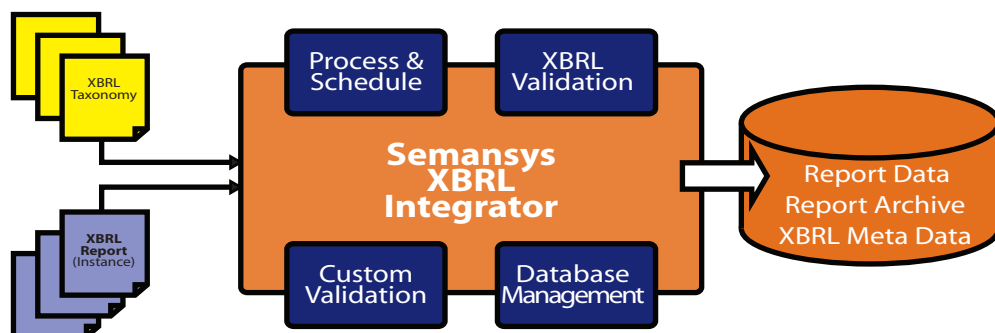 XBRL
Taxonomy
XBRL
Report
(Instance)
Process &
Schedule
XBRL
Validation
Semansys
XBRL
Integrator
Custom
Validation
Database
Management
Report Data
Report Archive
XBRL Meta Data